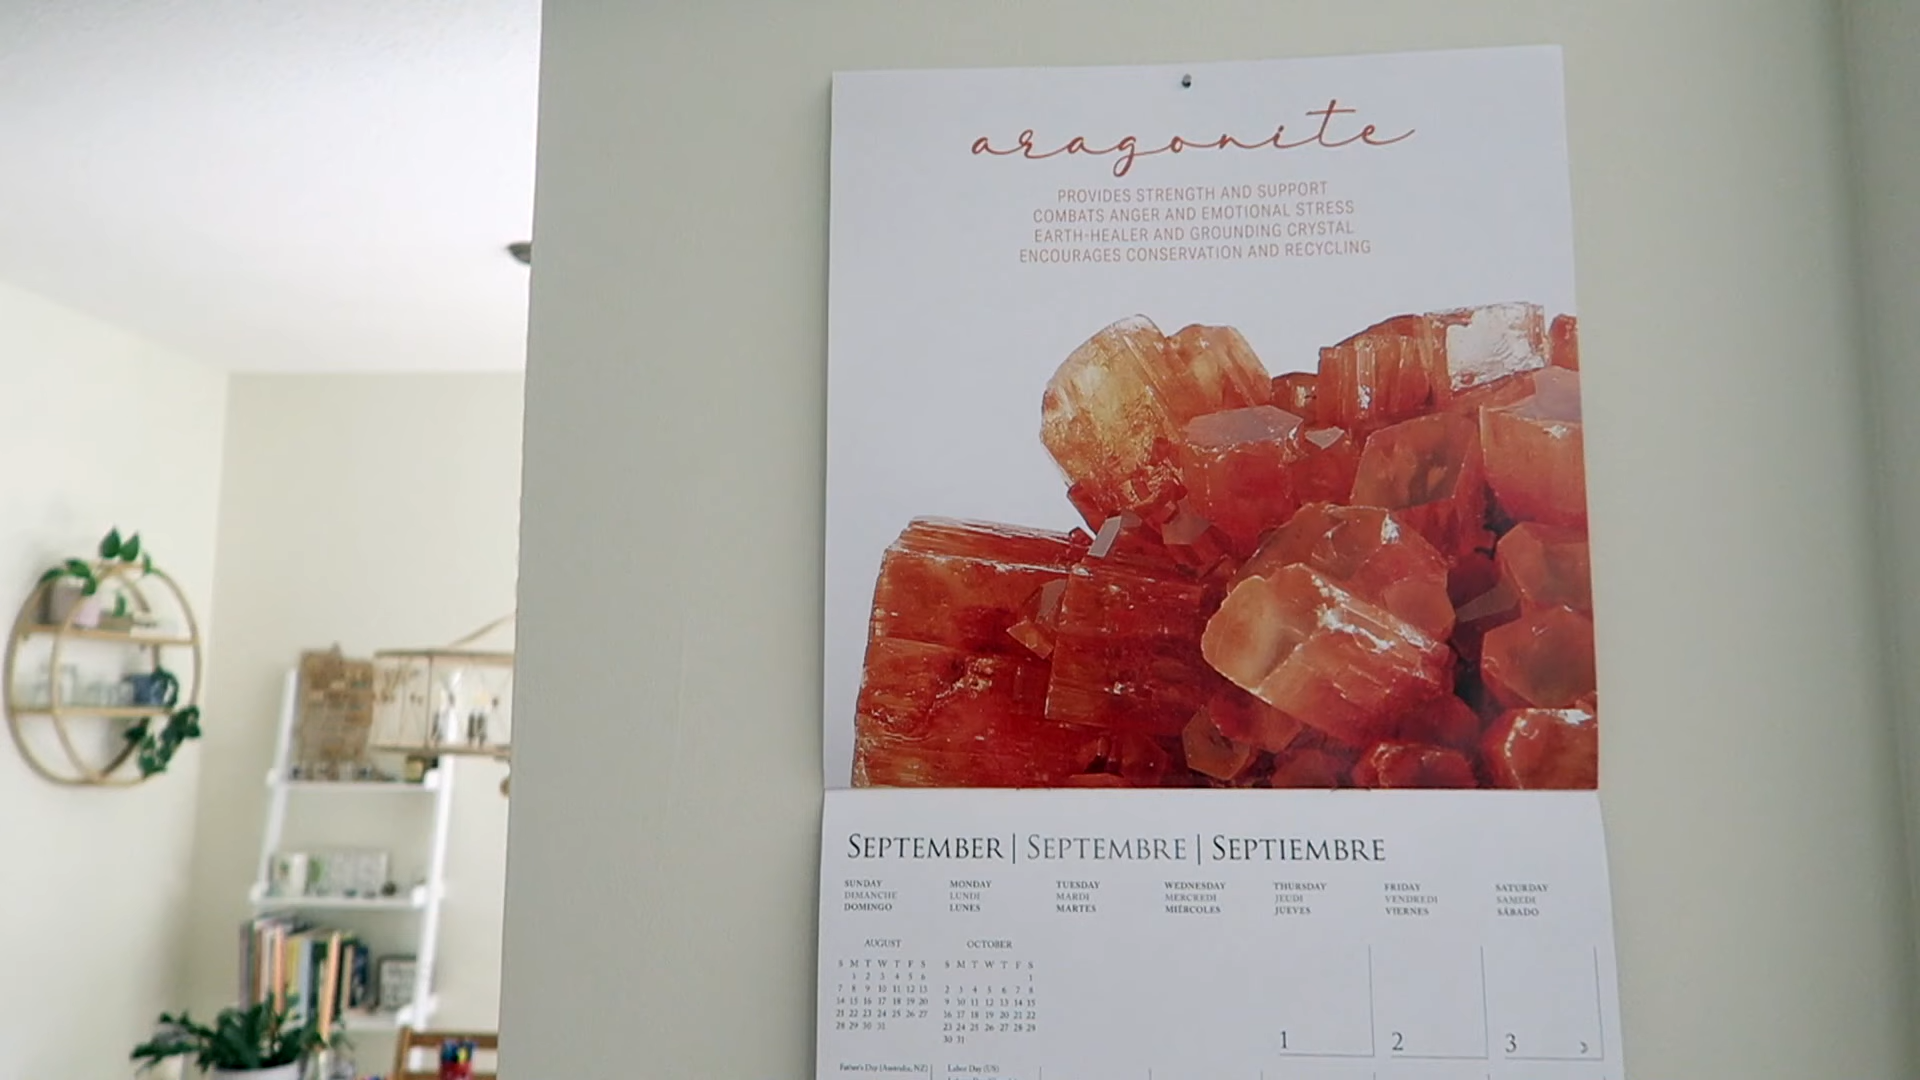 aragonite
PROVIDES STRENGTH AND SUPPORT
COMBATS ANGER AND EMOTIONAL STRESS
EARTH-HEALER AND GROUNDING CRYSTAL
ENCOURAGES CONSERVATION AND RECYCLING
SEPTEMBER | SEPTEMBRE | SEPTIEMBRE
SUNDAY MONDAY TUESDAY WEDNESDAY THURSDAY FRIDAY SATURDAY
DIMANCHE LUNDI MARDI MERCREDI JEUDI VENDREDI SAMEDI
DOMINGO LUNES MARTES MIÉRCOLES JUEVES VIERNES SÁBADO
AUGUST OCTOBER
S M T W T F S S M T W T F S
1 2 3 4 5 6 1
7 8 9 10 11 12 13 2 3 4 5 6 7 8
14 15 16 17 18 19 20 9 10 11 12 13 14 15
21 22 23 24 25 26 27 16 17 18 19 20 21 22
28 29 30 31 23 24 25 26 27 28 29
30 31
1 2 3
Father's Day (Australia, NZ) Labor Day (US)